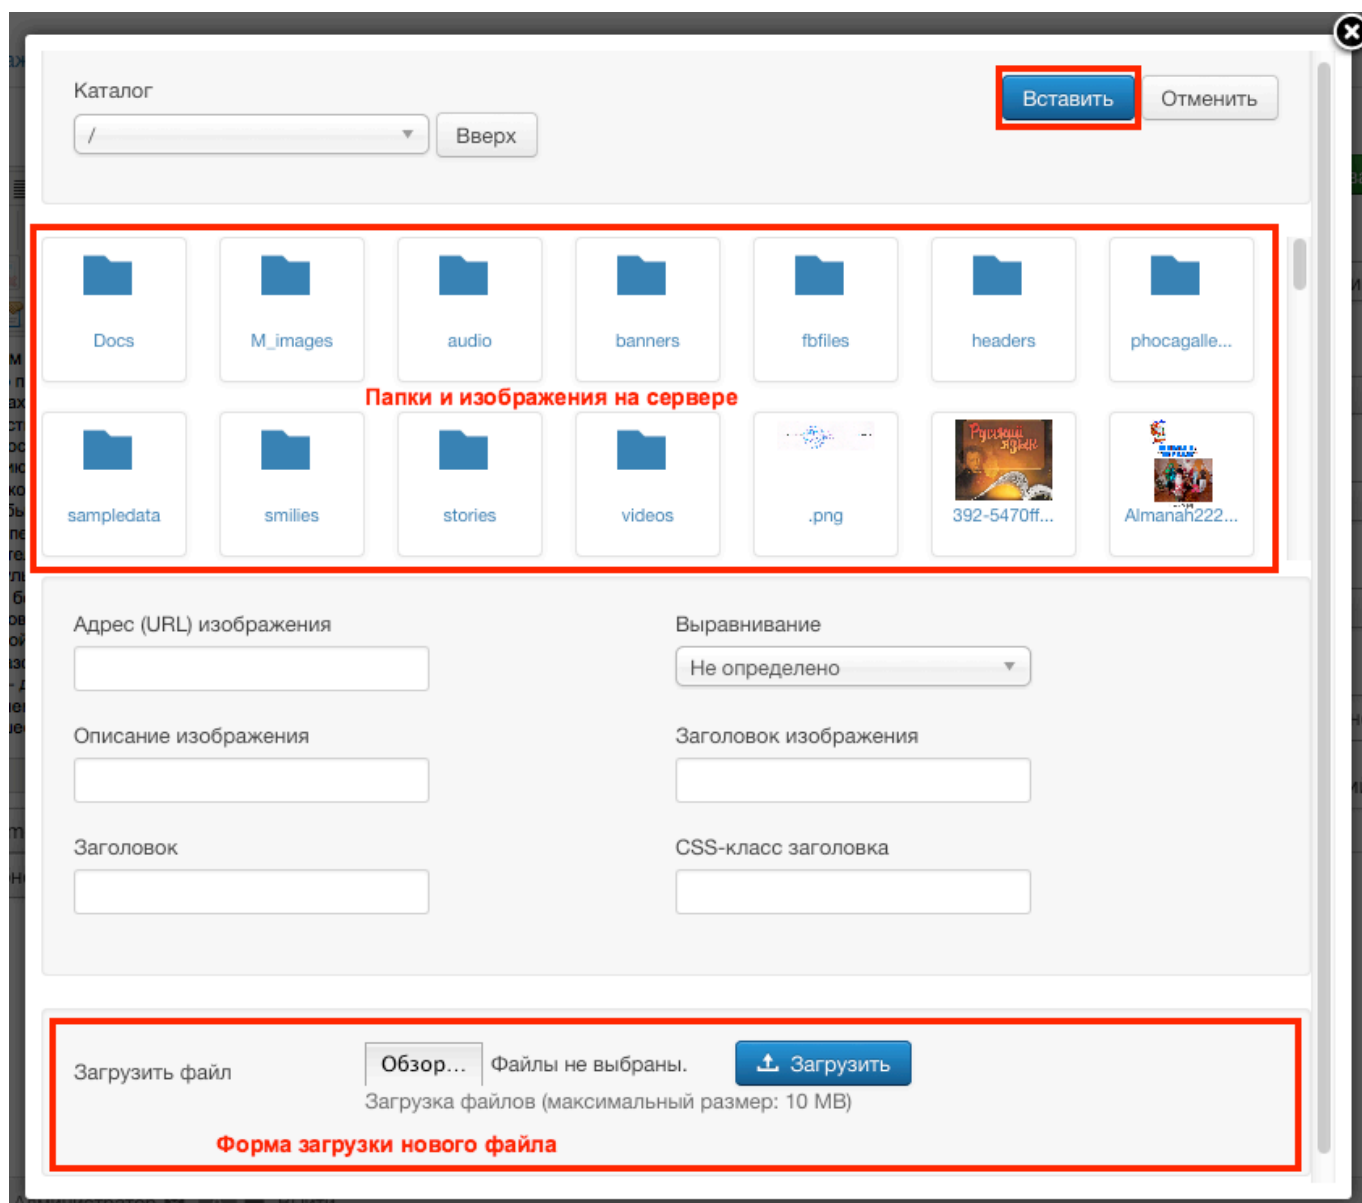 Каталог
Вставить
Отменить
/
Вверх
Docs
M_images
audio
banners
fbfiles
headers
phocagalle...
Папки и изображения на сервере
Русский
язык
sampledata
smilies
stories
videos
.png
392-5470ff...
Almanah222...
Адрес (URL) изображения
Выравнивание
Не определено
Описание изображения
Заголовок изображения
Заголовок
CSS-класс заголовка
Загрузить файл
Обзор...
Файлы не выбраны.
Загрузить
Загрузка файлов (максимальный размер: 10 MB)
Форма загрузки нового файла